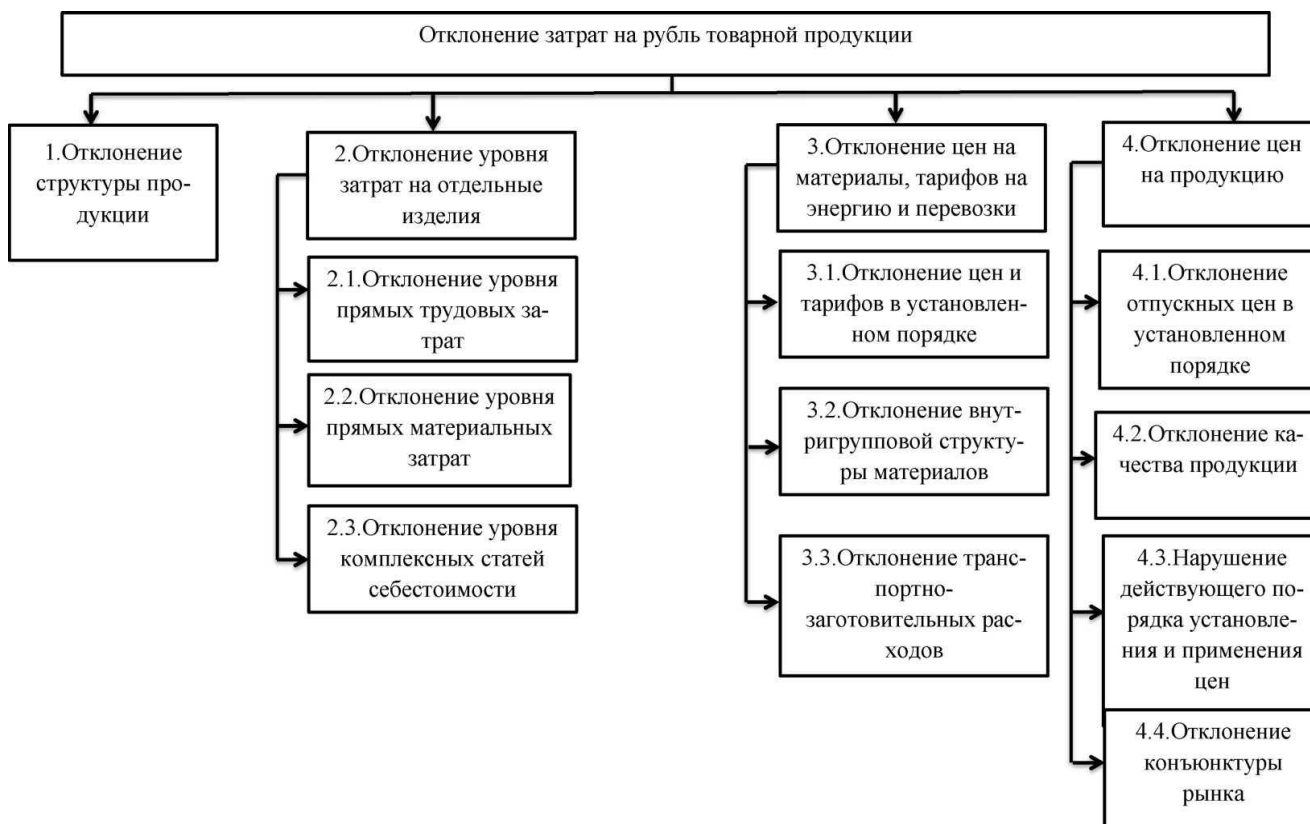 Отклонение затрат на рубль товарной продукции
1.Отклонение
структуры про-
дукции
2.Отклонение уровня
затрат на отдельные
изделия
2.1.Отклонение уровня
прямых трудовых за-
трат
2.2.Отклонение уровня
прямых материальных
затрат
2.3.Отклонение уровня
комплексных статей
себестоимости
3.Отклонение цен на
материалы, тарифов на
энергию и перевозки
3.1.Отклонение цен и
тарифов в установлен-
ном порядке
3.2.Отклонение внут-
ригрупповой структу-
ры материалов
3.3.Отклонение транс-
портно-
заготовительных рас-
ходов
4.Отклонение цен
на продукцию
4.1.Отклонение
отпускных цен в
установленном
порядке
4.2.Отклонение ка-
чества продукции
4.3.Нарушение
действующего по-
рядка установле-
ния и применения
цен
4.4.Отклонение
конъюнктуры
рынка